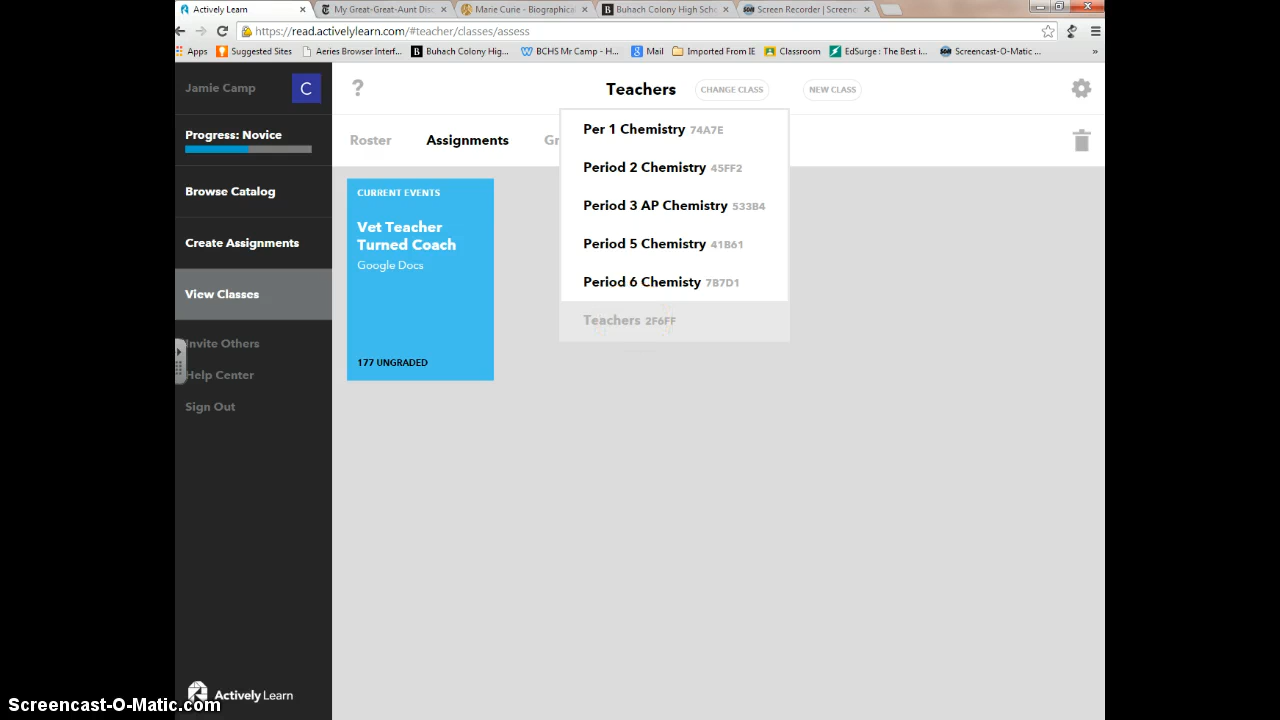 Actively Learn
My Great-Great-Aunt Disc
Marie Curie - Biographical
Buhach Colony High Scho
Screen Recorder | Screenc
https://read.activelylearn.com/#teacher/classes/assess
Apps
Suggested Sites
Aeries Browser Interf...
Buhach Colony Hig...
BCHS Mr Camp - H...
Mail
Imported From IE
Classroom
EdSurge : The Best i...
Screencast-O-Matic ...
»
Jamie Camp
C
?
Teachers
CHANGE CLASS
NEW CLASS
Progress: Novice
Roster
Assignments
Gr
Per 1 Chemistry 74A7E
Period 2 Chemistry 45FF2
Period 3 AP Chemistry 533B4
Period 5 Chemistry 41B61
Period 6 Chemisty 7B7D1
Teachers 2F6FF
Browse Catalog
Create Assignments
View Classes
Invite Others
Help Center
Sign Out
CURRENT EVENTS
Vet Teacher
Turned Coach
Google Docs
177 UNGRADED
Actively Learn
Screencast-O-Matic.com